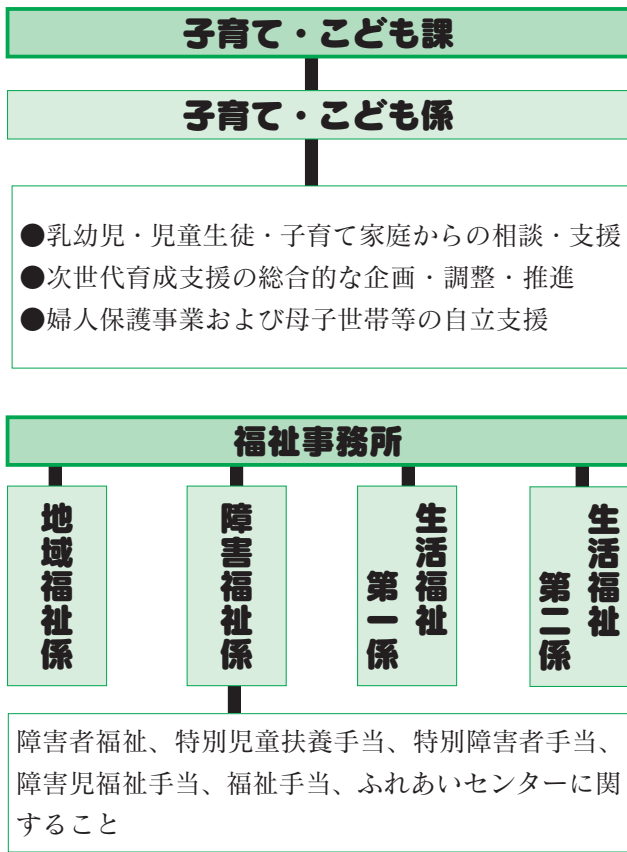 子育て・こども課
子育て・こども係
●乳幼児・児童生徒・子育て家庭からの相談・支援
●次世代育成支援の総合的な企画・調整・推進
●婦人保護事業および母子世帯等の自立支援
福祉事務所
地域福祉係
障害福祉係
生活福祉
第一係
生活福祉
第二係
障害者福祉、特別児童扶養手当、特別障害者手当、
障害児福祉手当、福祉手当、ふれあいセンターに関
すること